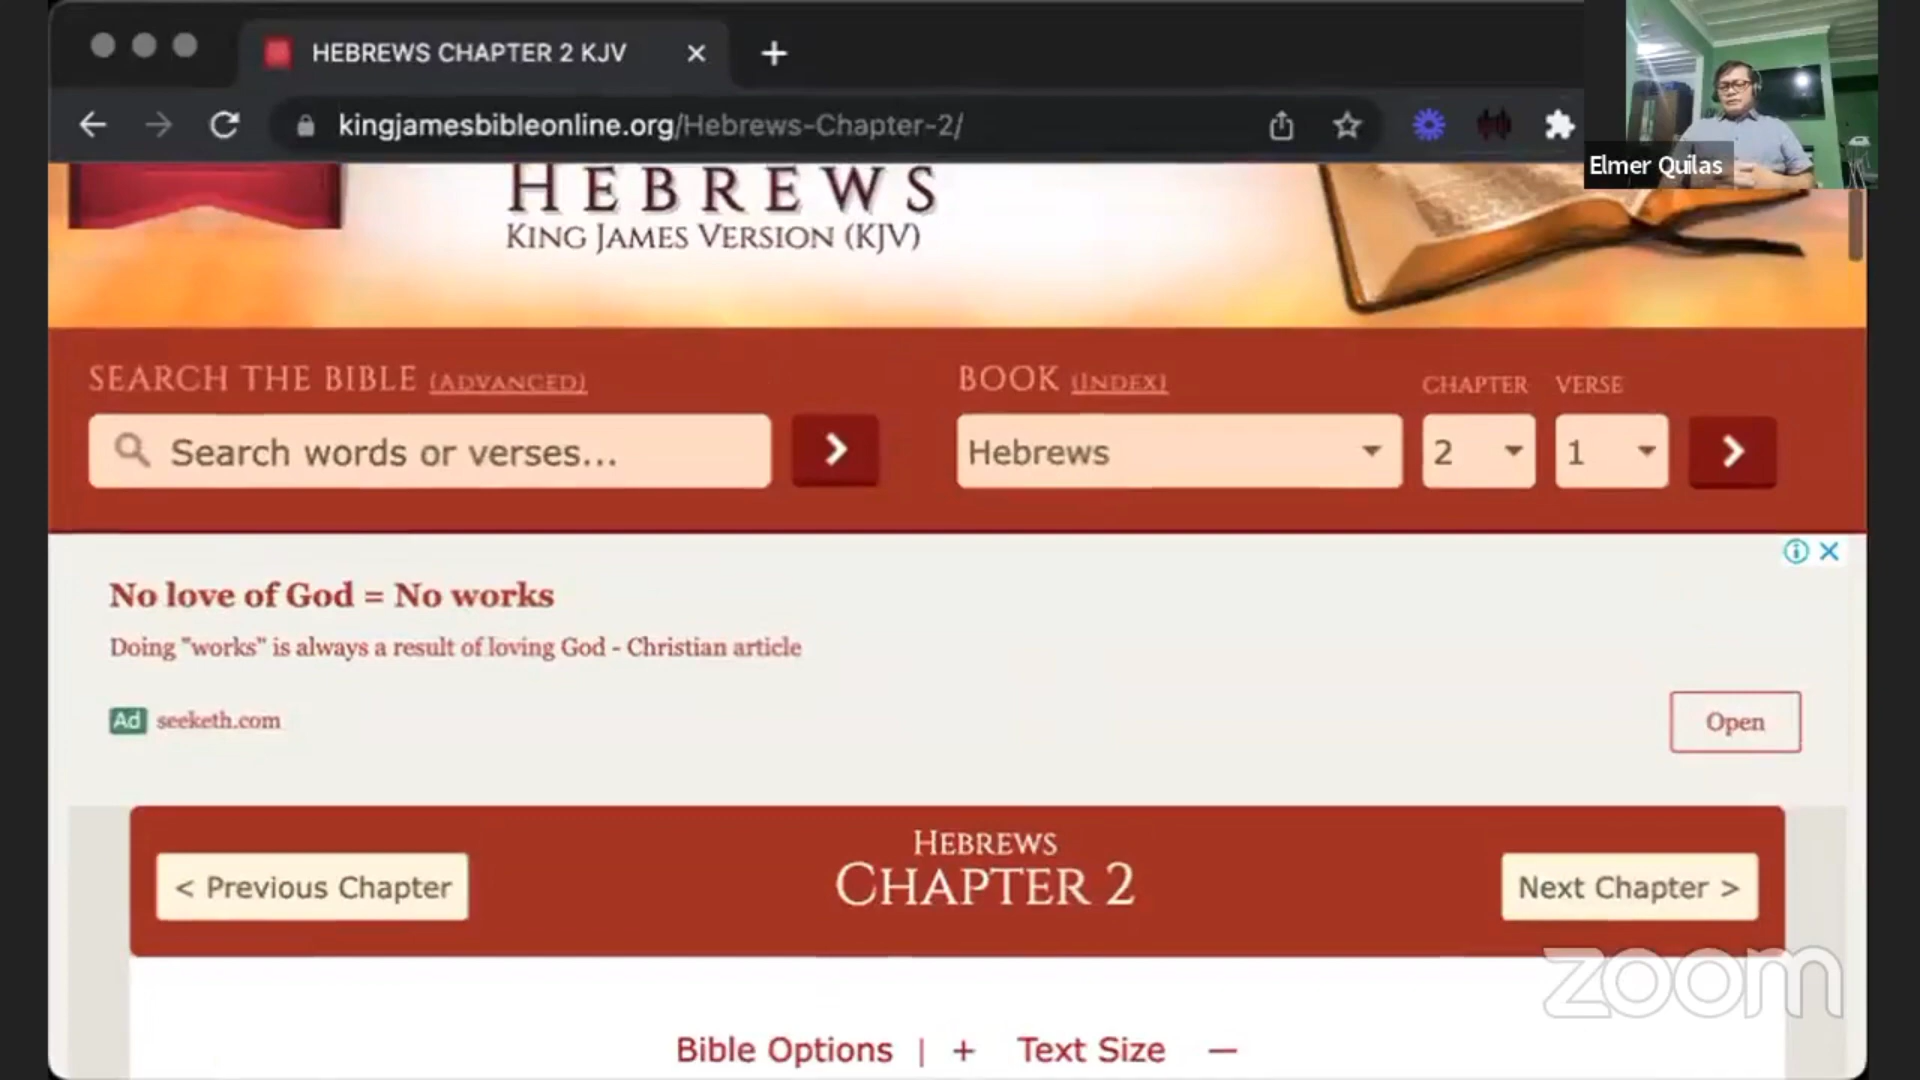 HEBREWS CHAPTER 2 KJV
kingjamesbibleonline.org/Hebrews-Chapter-2/
Elmer Quilas
HEBREWS
KING JAMES VERSION (KJV)
SEARCH THE BIBLE (ADVANCED)
BOOK (INDEX) CHAPTER VERSE
Search words or verses...
Hebrews 2 1
No love of God = No works
Doing "works" is always a result of loving God - Christian article
Ad seeketh.com
Open
HEBREWS
CHAPTER 2
< Previous Chapter
Next Chapter >
zoom
Bible Options | + Text Size —